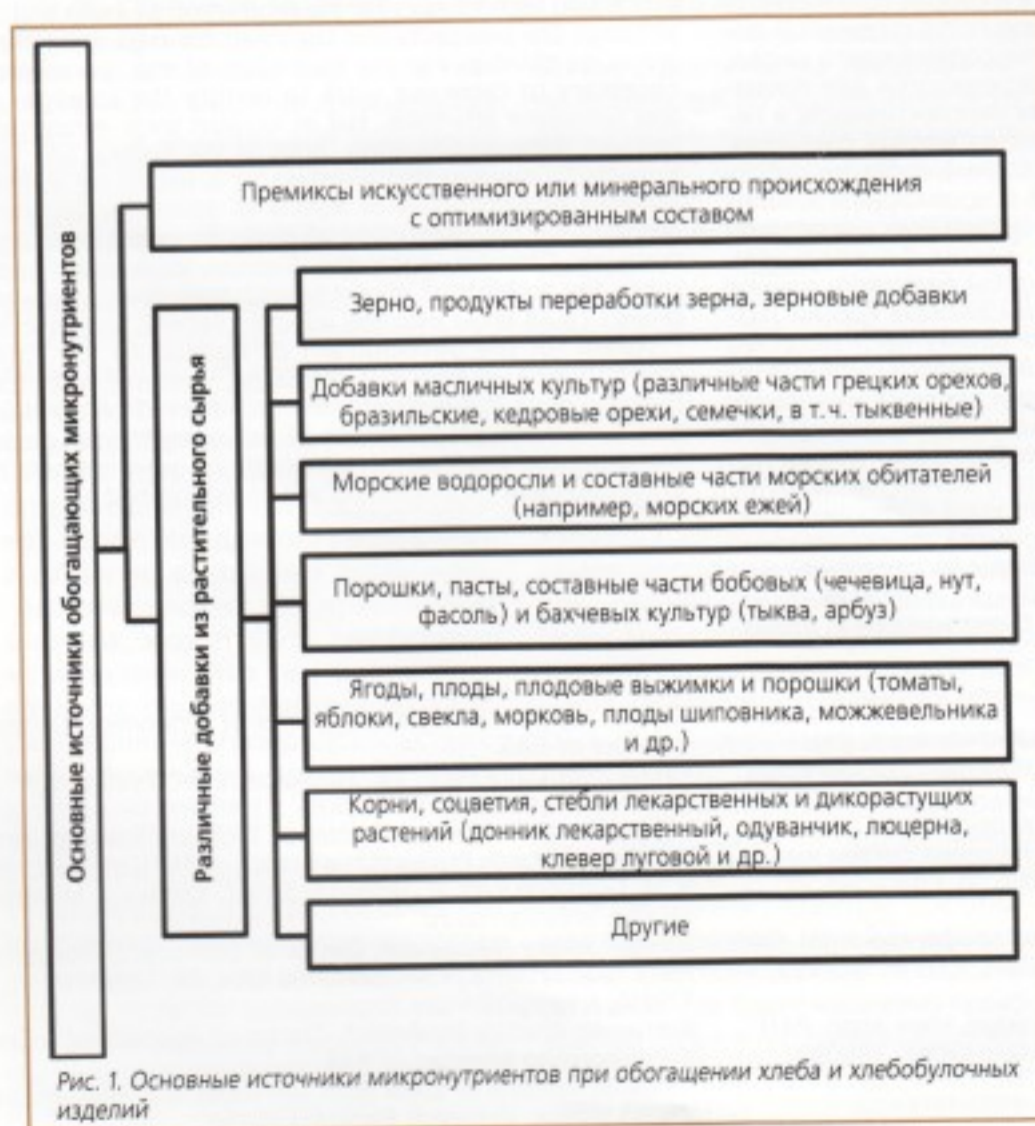 Основные источники обогащающих микронутриентов
Премиксы искусственного или минерального происхождения
с оптимизированным составом
Различные добавки из растительного сырья
Зерно, продукты переработки зерна, зерновые добавки
Добавки масличных культур (различные части грецких орехов,
бразильские, кедровые орехи, семечки, в т. ч. тыквенные)
Морские водоросли и составные части морских обитателей
(например, морских ежей)
Порошки, пасты, составные части бобовых (чечевица, нут,
фасоль) и бахчевых культур (тыква, арбуз)
Ягоды, плоды, плодовые выжимки и порошки (томаты,
яблоки, свекла, морковь, плоды шиповника, можжевельника
и др.)
Корни, соцветия, стебли лекарственных и дикорастущих
растений (донник лекарственный, одуванчик, люцерна,
клевер луговой и др.)
Другие
Рис. 1. Основные источники микронутриентов при обогащении хлеба и хлебобулочных
изделий